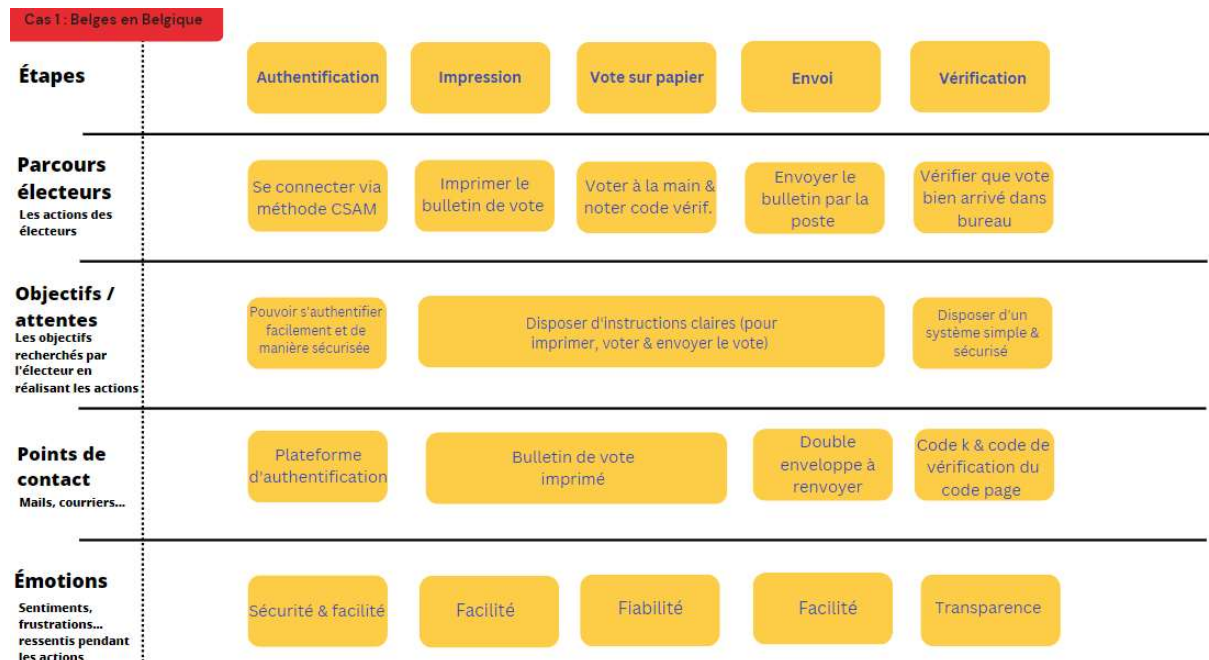 Cas 1 : Belges en Belgique
Étapes
Authentification
Impression
Vote sur papier
Envoi
Vérification
Parcours
électeurs
Les actions des
électeurs
Se connecter via
méthode CSAM
Imprimer le
bulletin de vote
Voter à la main &
noter code vérif.
Envoyer le
bulletin par la
poste
Vérifier que vote
bien arrivé dans
bureau
Objectifs /
attentes
Les objectifs
recherchés par
l'électeur en
réalisant les actions
Pouvoir s'authentifier
facilement et de
manière sécurisée
Disposer d'instructions claires (pour
imprimer, voter & envoyer le vote)
Disposer d'un
système simple &
sécurisé
Points de
contact
Mails, courriers...
Plateforme
d'authentification
Bulletin de vote
imprimé
Double
enveloppe à
renvoyer
Code k & code de
vérification du
code page
Émotions
Sentiments,
frustrations...
ressentis pendant
les actions
Sécurité & facilité
Facilité
Fiabilité
Facilité
Transparence